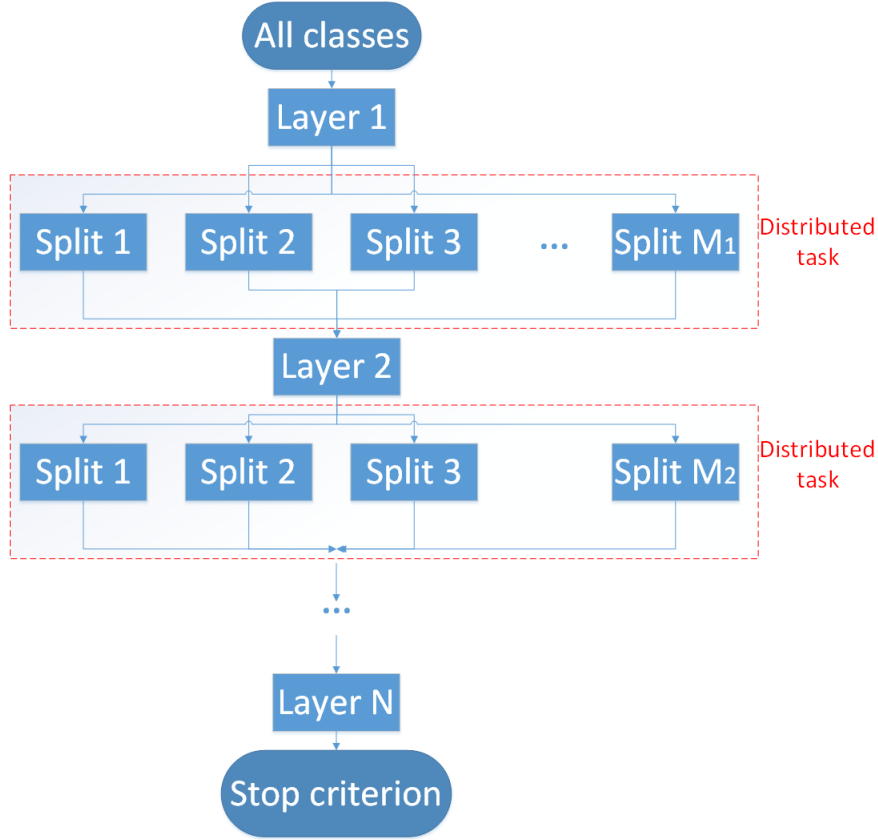 All classes
Layer 1
Split 1
Split 2
Split 3
...
Split M₁
Distributed
task
Layer 2
Split 1
Split 2
Split 3
Split M₂
Distributed
task
...
Layer N
Stop criterion